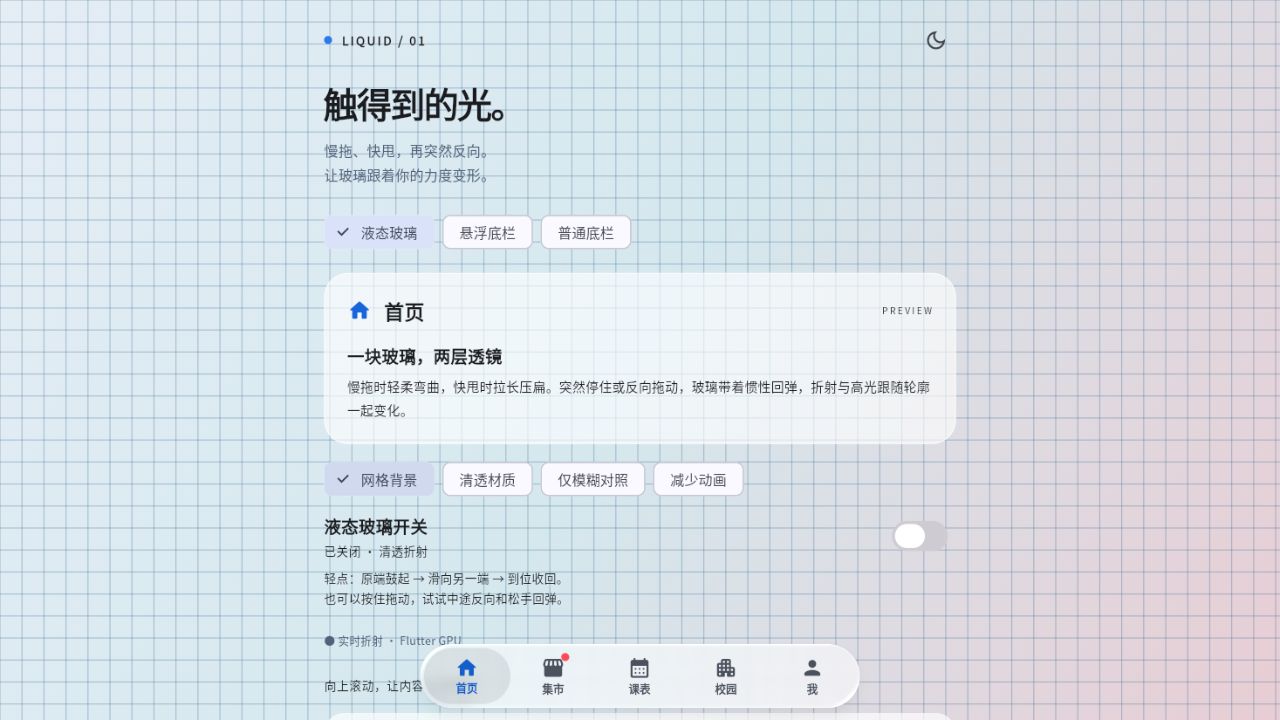 LIQUID / 01
触得到的光。
慢拖、快甩，再突然反向。
让玻璃跟着你的力度变形。
液态玻璃
悬浮底栏
普通底栏
首页
PREVIEW
一块玻璃，两层透镜
慢拖时轻柔弯曲，快甩时拉长压扁。突然停住或反向拖动，玻璃带着惯性回弹，折射与高光跟随轮廓
一起变化。
网格背景
清透材质
仅模糊对照
减少动画
液态玻璃开关
已关闭 · 清透折射
轻点：原端鼓起 → 滑向另一端 → 到位收回。
也可以按住拖动，试试中途反向和松手回弹。
● 实时折射 · Flutter GPU
向上滚动，让内容
首页
集市
课表
校园
我